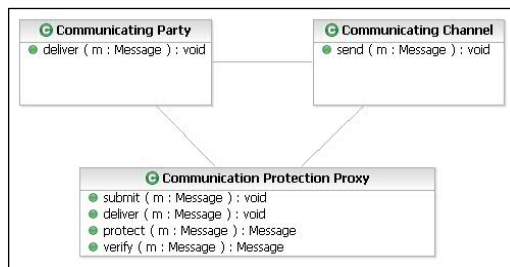 Communicating Party
deliver ( m : Message ) : void
Communicating Channel
send ( m : Message ) : void
Communication Protection Proxy
submit ( m : Message ) : void
deliver ( m : Message ) : void
protect ( m : Message ) : Message
verify ( m : Message ) : Message